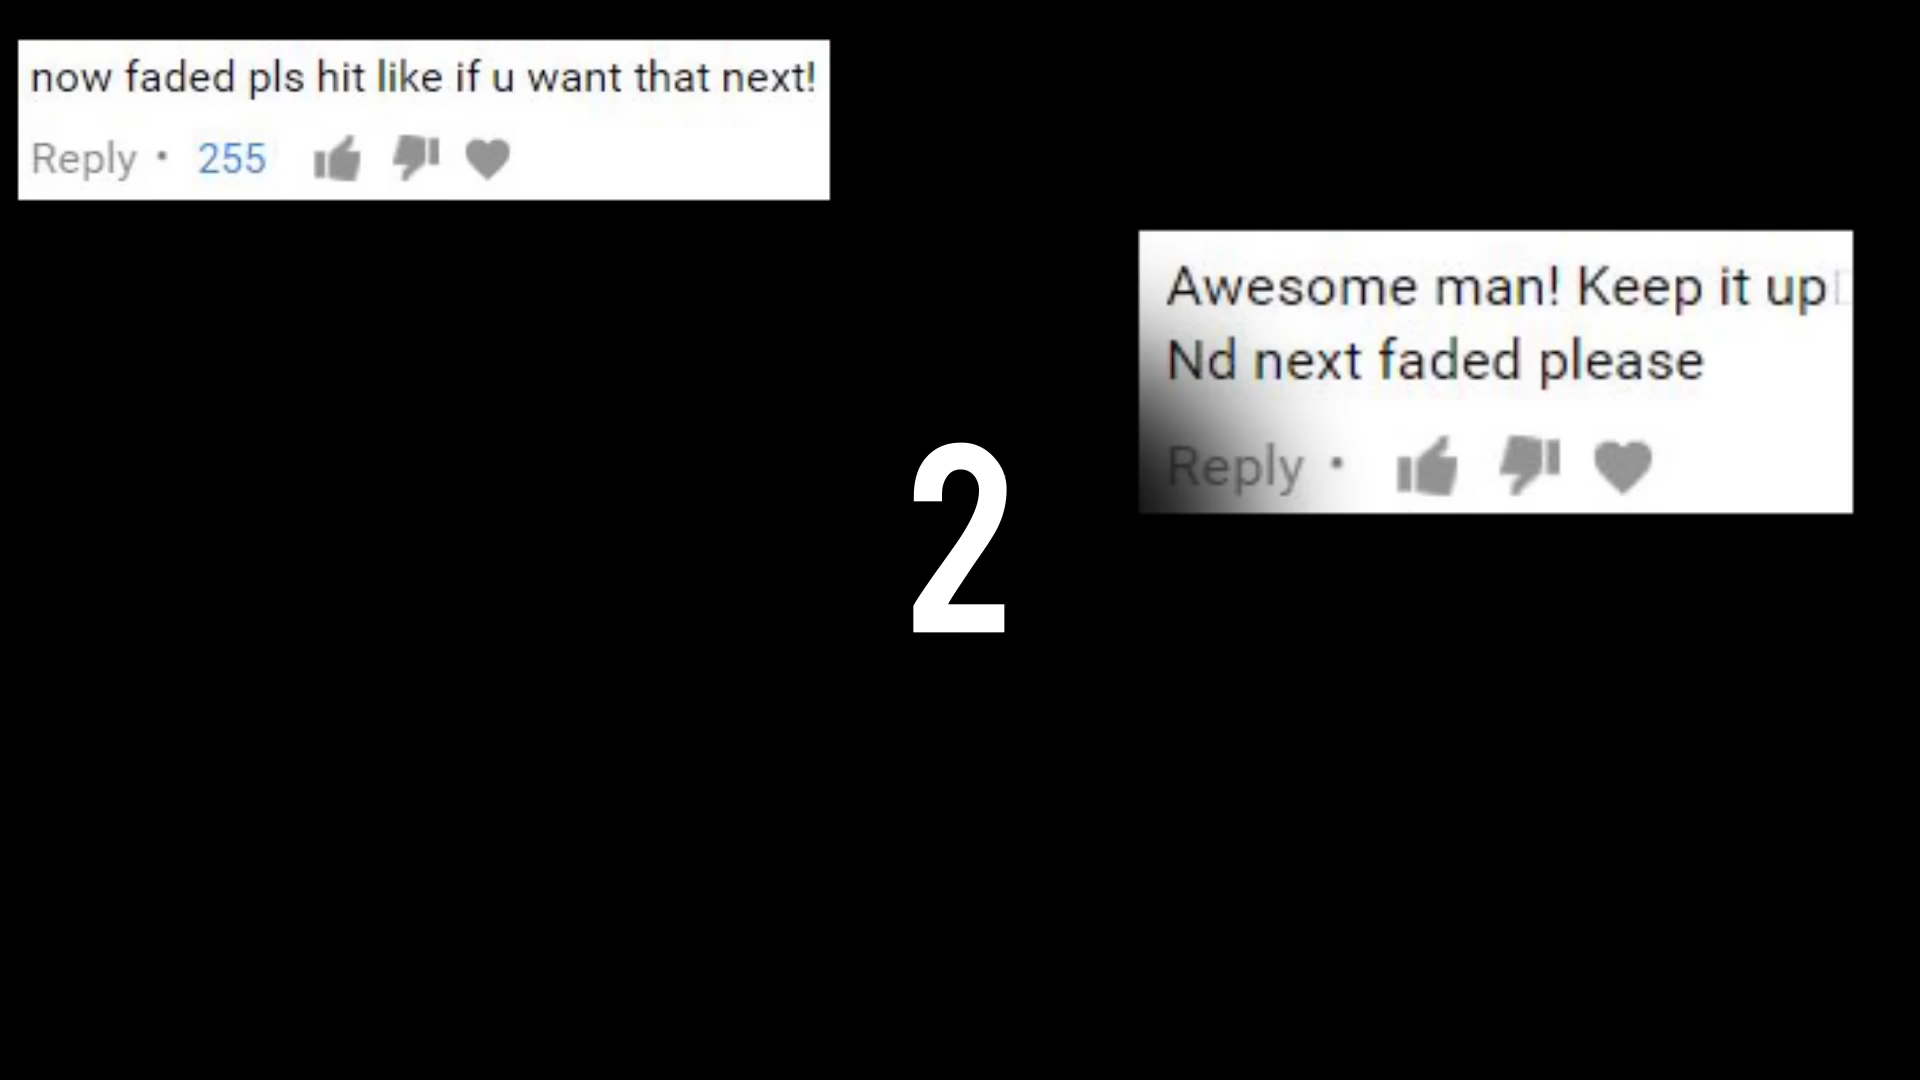 now faded pls hit like if u want that next!
Reply • 255
Awesome man! Keep it up
Nd next faded please
Reply •
2